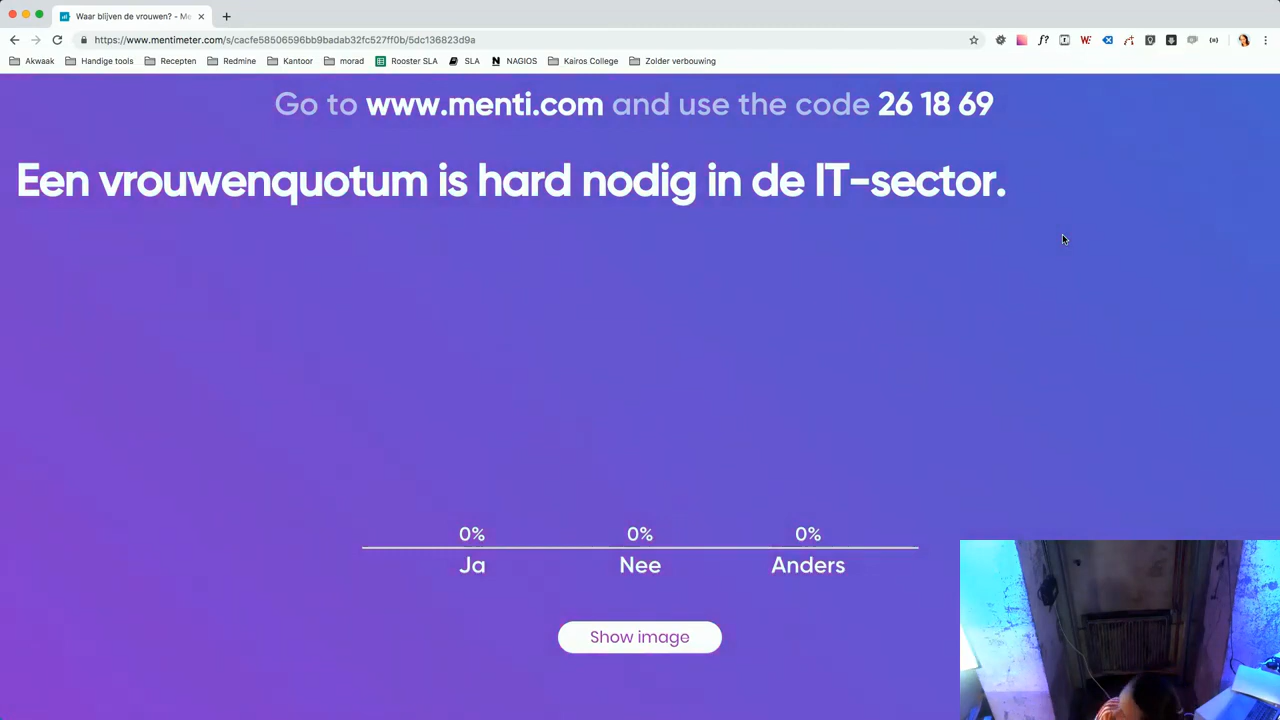 Waar blijven de vrouwen? - Me
https://www.mentimeter.com/s/cacfe58506596bb9badab32fc527ff0b/5dc136823d9a
Akwaak Handige tools Recepten Redmine Kantoor morad Rooster SLA SLA NAGIOS Kairos College Zolder verbouwing
Go to www.menti.com and use the code 26 18 69
Een vrouwenquotum is hard nodig in de IT-sector.
0% 0% 0%
Ja Nee Anders
Show image